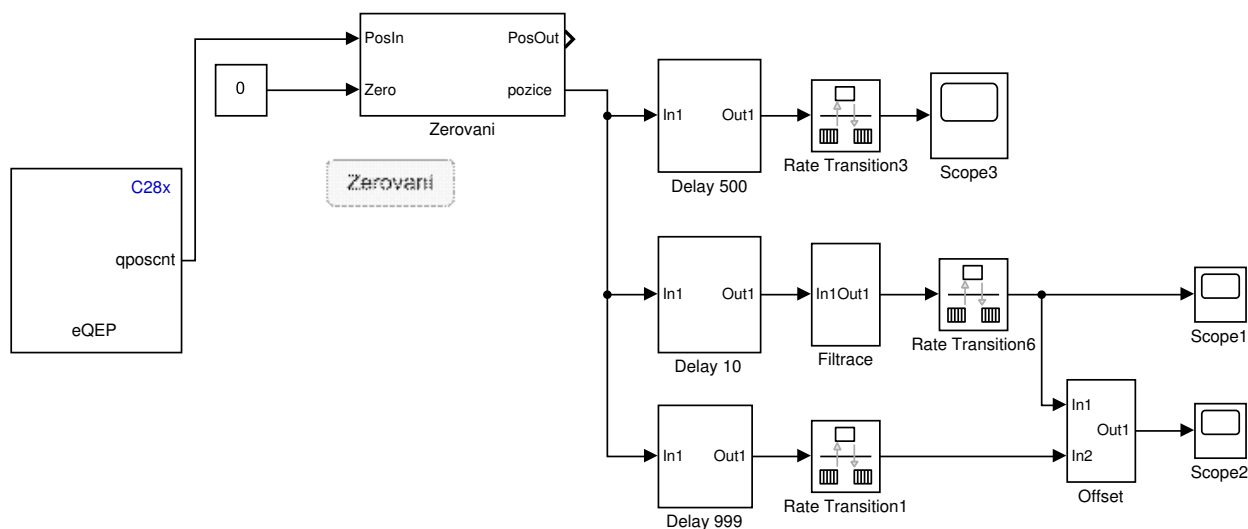 PosIn
PosOut
0
Zero
pozice
Zerovani
In1
Out1
Delay 500
Rate Transition3
Scope3
Zerovani
C28x
qposcnt
eQEP
In1
Out1
Delay 10
In1Out1
Filtrace
Rate Transition6
Scope1
In1
Out1
Delay 999
Rate Transition1
In1
In2
Out1
Offset
Scope2